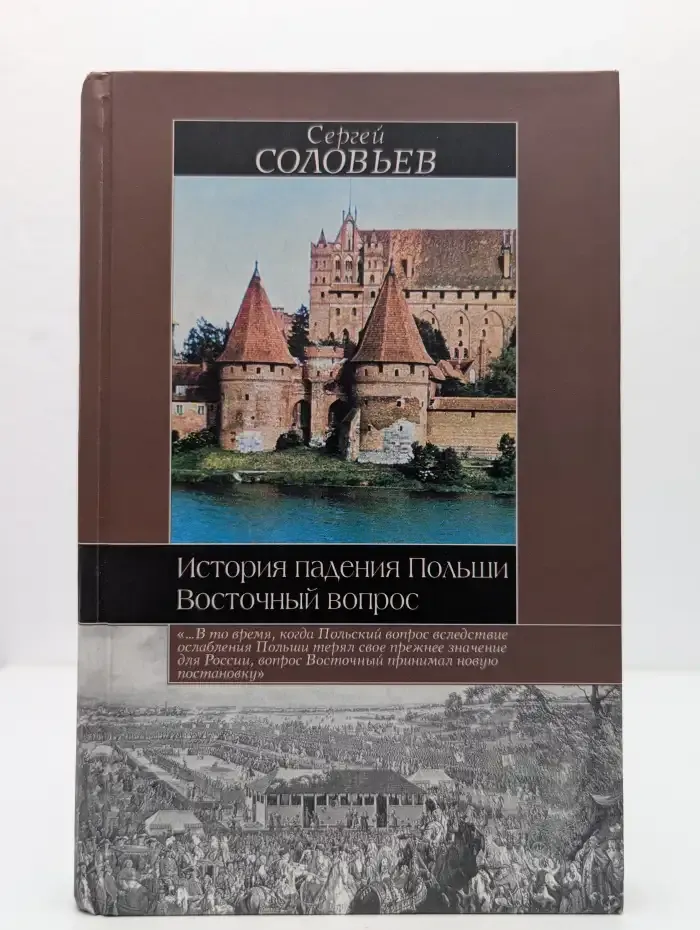 Сергей
СОЛОВЬЕВ
История падения Польши
Восточный вопрос
«...В то время, когда Польский вопрос вследствие
ослабления Польши терял свое прежнее значение
для России, вопрос Восточный принимал новую
постановку»